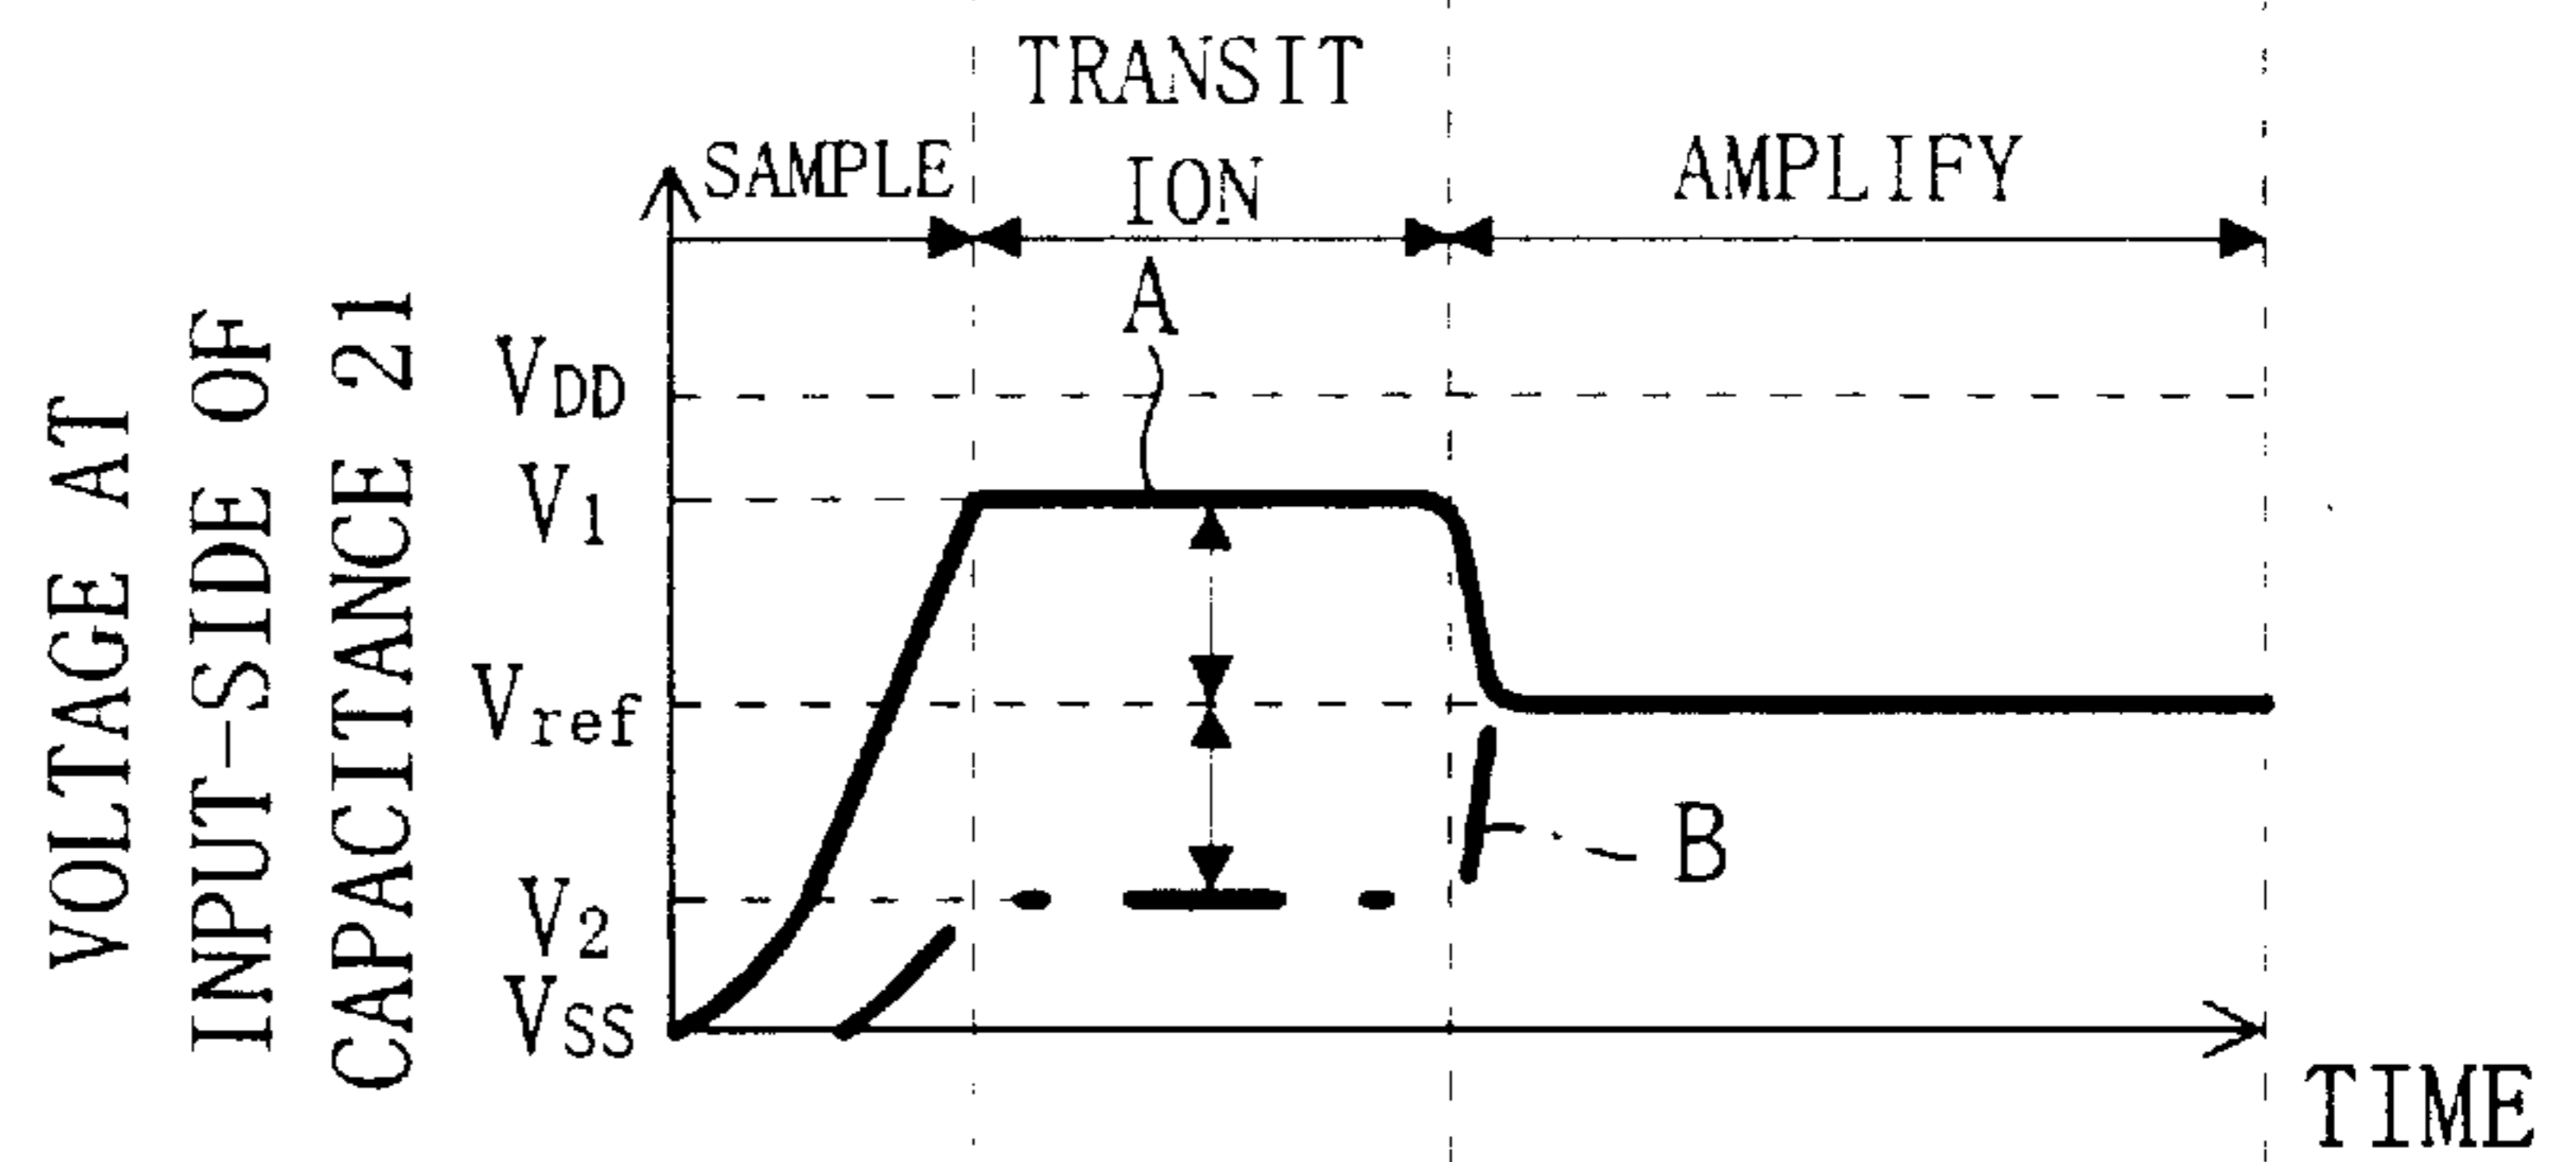 TRANSIT
ION
SAMPLE
AMPLIFY
A
VOLTAGE AT
INPUT-SIDE OF
CAPACITANCE 21
VDD
V1
Vref
V2
VSS
B
TIME